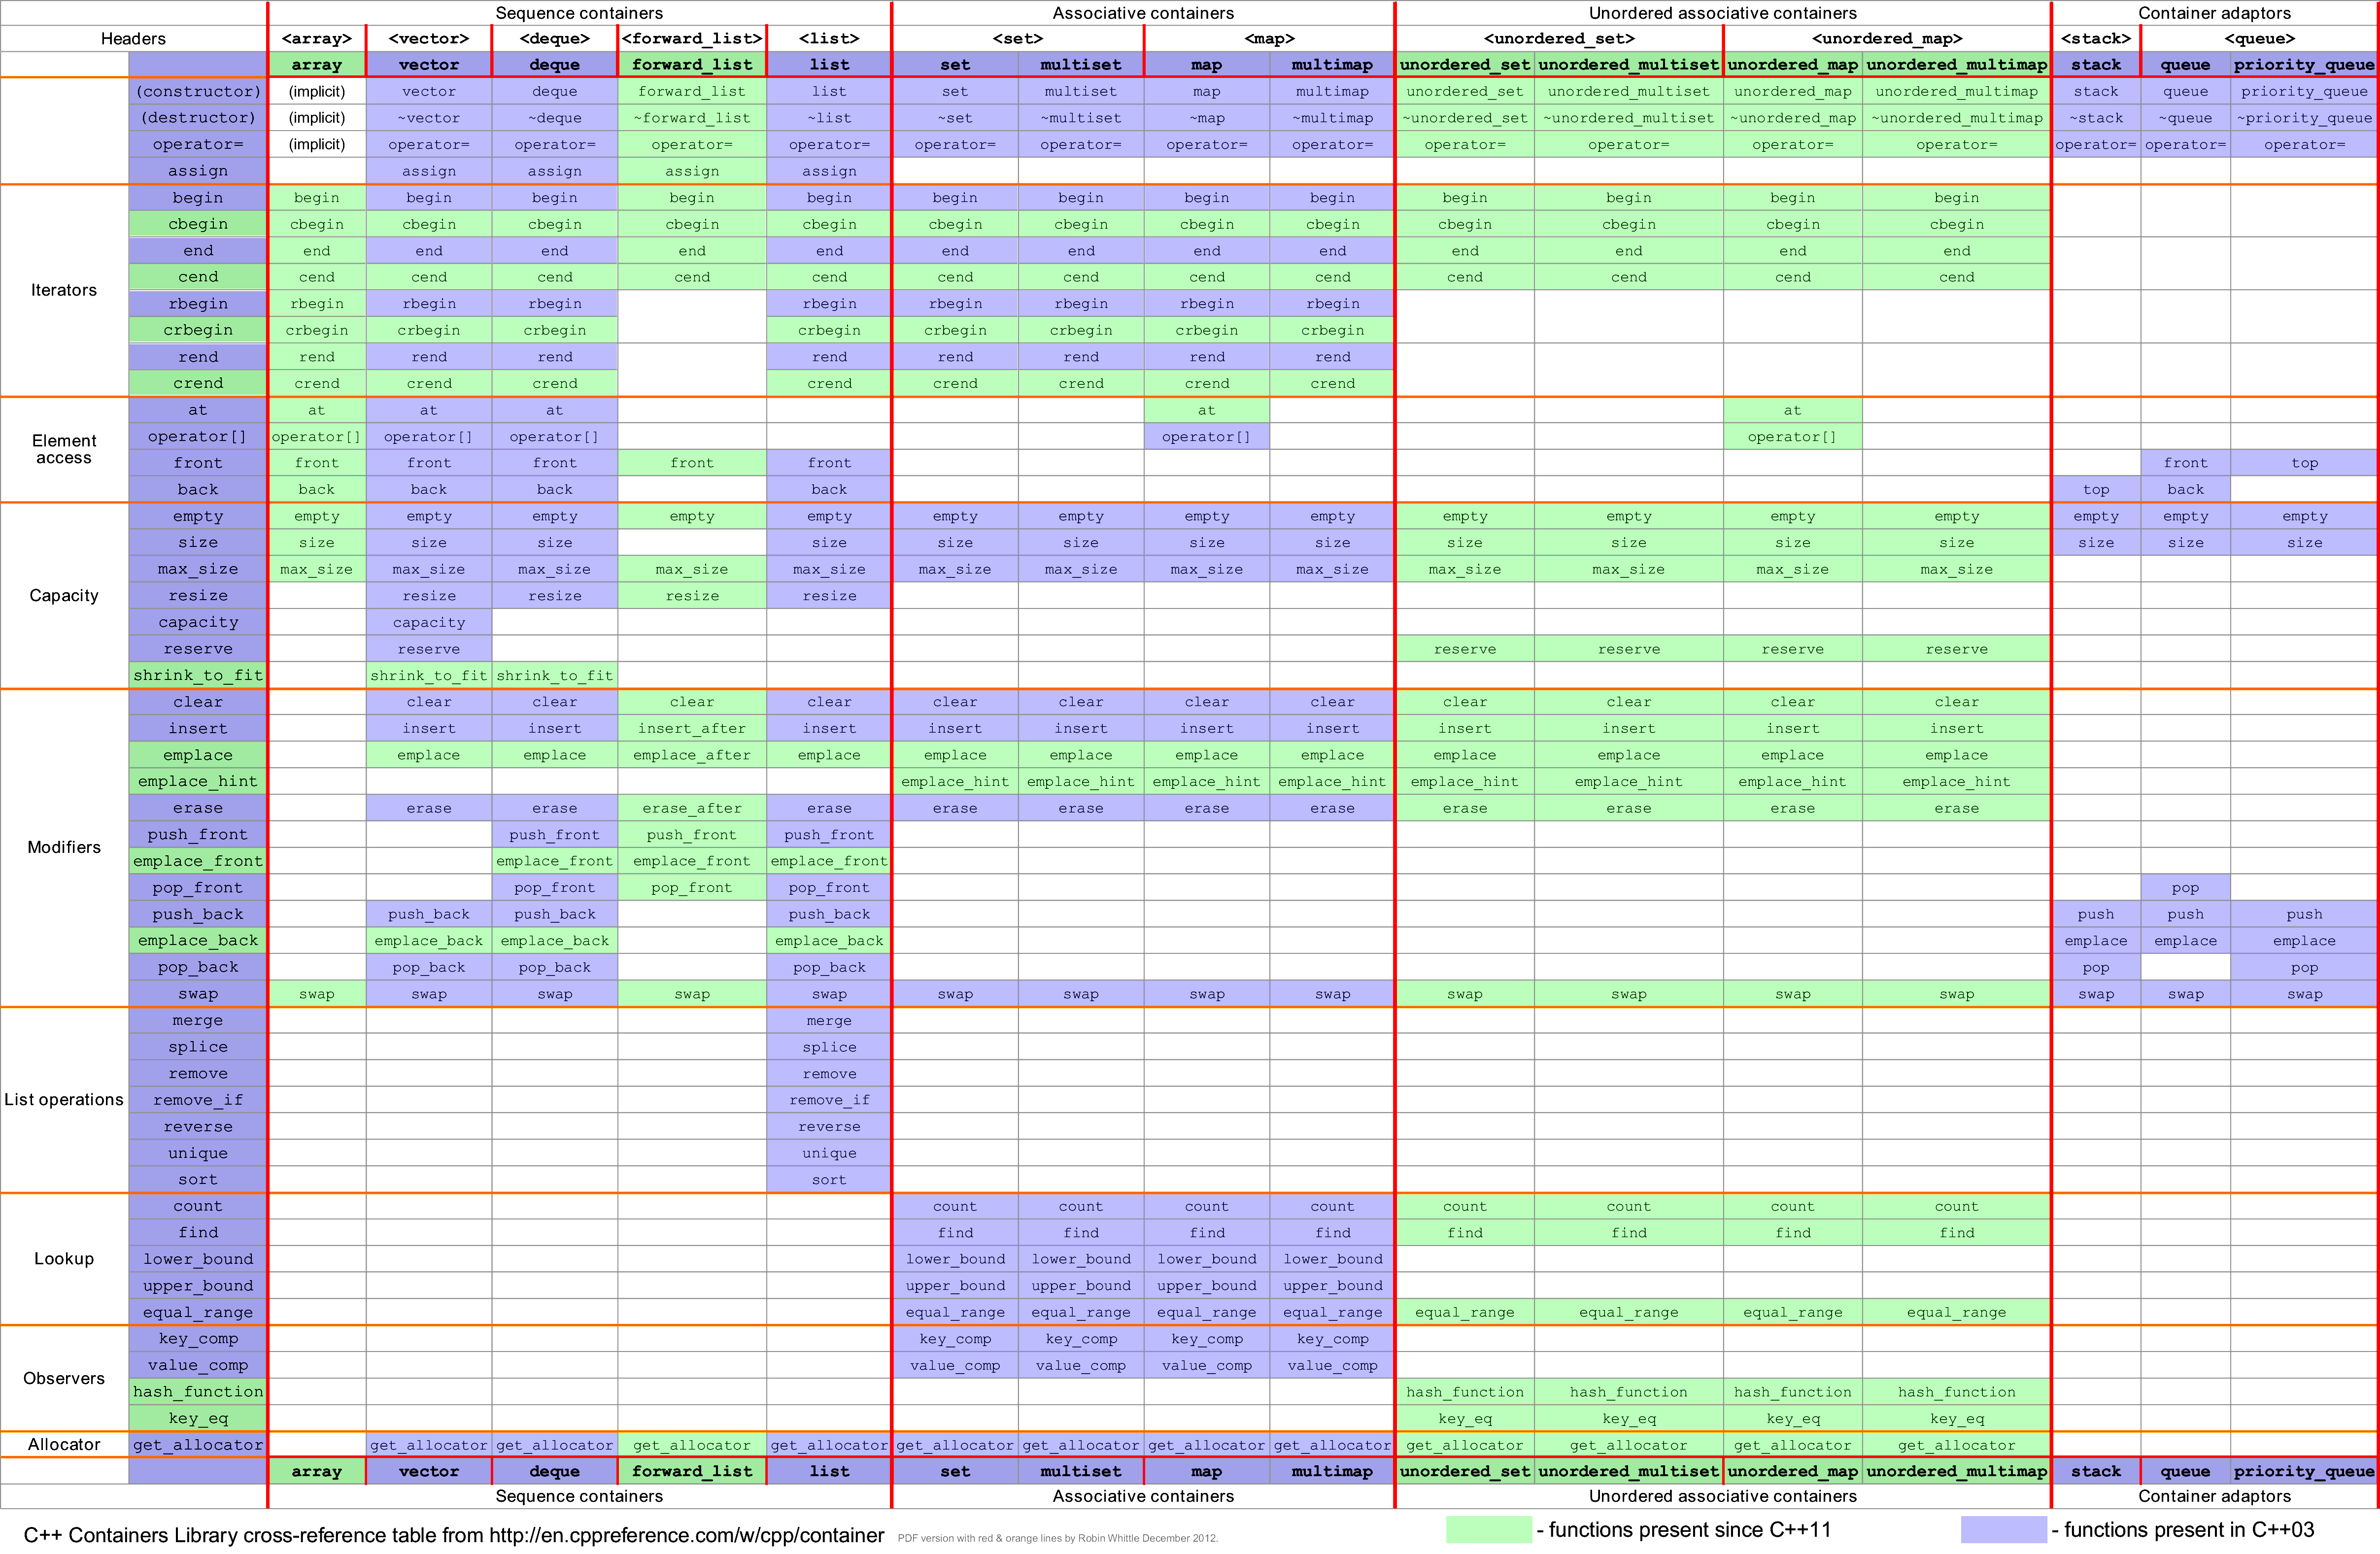 Sequence containers Associative containers Unordered associative containers Container adaptors
Headers <array> <vector> <deque> <forward_list> <list> <set> <map> <unordered_set> <unordered_map> <stack> <queue>
array vector deque forward_list list set multiset map multimap unordered_set unordered_multiset unordered_map unordered_multimap stack queue priority_queue
(constructor) (implicit) vector deque forward_list list set multiset map multimap unordered_set unordered_multiset unordered_map unordered_multimap stack queue priority_queue
(destructor) (implicit) ~vector ~deque ~forward_list ~list ~set ~multiset ~map ~multimap ~unordered_set ~unordered_multiset ~unordered_map ~unordered_multimap ~stack ~queue ~priority_queue
operator= (implicit) operator= operator= operator= operator= operator= operator= operator= operator= operator= operator= operator= operator= operator= operator= operator=
assign assign assign assign assign
Iterators
begin begin begin begin begin begin begin begin begin begin begin begin begin begin
cbegin cbegin cbegin cbegin cbegin cbegin cbegin cbegin cbegin cbegin cbegin cbegin cbegin cbegin
end end end end end end end end end end end end end end
cend cend cend cend cend cend cend cend cend cend cend cend cend cend
rbegin rbegin rbegin rbegin rbegin rbegin rbegin rbegin rbegin
crbegin crbegin crbegin crbegin crbegin crbegin crbegin crbegin crbegin
rend rend rend rend rend rend rend rend rend
crend crend crend crend crend crend crend crend crend
Element access
at at at at at at
operator[] operator[] operator[] operator[] operator[] operator[]
front front front front front front front top
back back back back back top back
Capacity
empty empty empty empty empty empty empty empty empty empty empty empty empty empty empty empty empty
size size size size size size size size size size size size size size size size
max_size max_size max_size max_size max_size max_size max_size max_size max_size max_size max_size max_size max_size max_size
resize resize resize resize resize
capacity capacity
reserve reserve reserve reserve reserve reserve
shrink_to_fit shrink_to_fit shrink_to_fit
Modifiers
clear clear clear clear clear clear clear clear clear clear clear clear clear
insert insert insert insert_after insert insert insert insert insert insert insert insert insert
emplace emplace emplace emplace_after emplace emplace emplace emplace emplace emplace emplace emplace emplace
emplace_hint emplace_hint emplace_hint emplace_hint emplace_hint emplace_hint emplace_hint emplace_hint emplace_hint
erase erase erase erase_after erase erase erase erase erase erase erase erase erase
push_front push_front push_front push_front
emplace_front emplace_front emplace_front emplace_front
pop_front pop_front pop_front pop_front pop
push_back push_back push_back push_back push push push
emplace_back emplace_back emplace_back emplace_back emplace emplace emplace
pop_back pop_back pop_back pop_back pop pop
swap swap swap swap swap swap swap swap swap swap swap swap swap swap swap swap swap
List operations
merge merge
splice splice
remove remove
remove_if remove_if
reverse reverse
unique unique
sort sort
Lookup
count count count count count count count count count
find find find find find find find find find
lower_bound lower_bound lower_bound lower_bound lower_bound
upper_bound upper_bound upper_bound upper_bound upper_bound
equal_range equal_range equal_range equal_range equal_range equal_range equal_range equal_range equal_range
Observers
key_comp key_comp key_comp key_comp key_comp
value_comp value_comp value_comp value_comp value_comp
hash_function hash_function hash_function hash_function hash_function
key_eq key_eq key_eq key_eq key_eq
Allocator get_allocator get_allocator get_allocator get_allocator get_allocator get_allocator get_allocator get_allocator get_allocator get_allocator get_allocator get_allocator get_allocator
array vector deque forward_list list set multiset map multimap unordered_set unordered_multiset unordered_map unordered_multimap stack queue priority_queue
Sequence containers Associative containers Unordered associative containers Container adaptors
C++ Containers Library cross-reference table from http://en.cppreference.com/w/cpp/container PDF version with red & orange lines by Robin Whittle December 2012. - functions present since C++11 - functions present in C++03